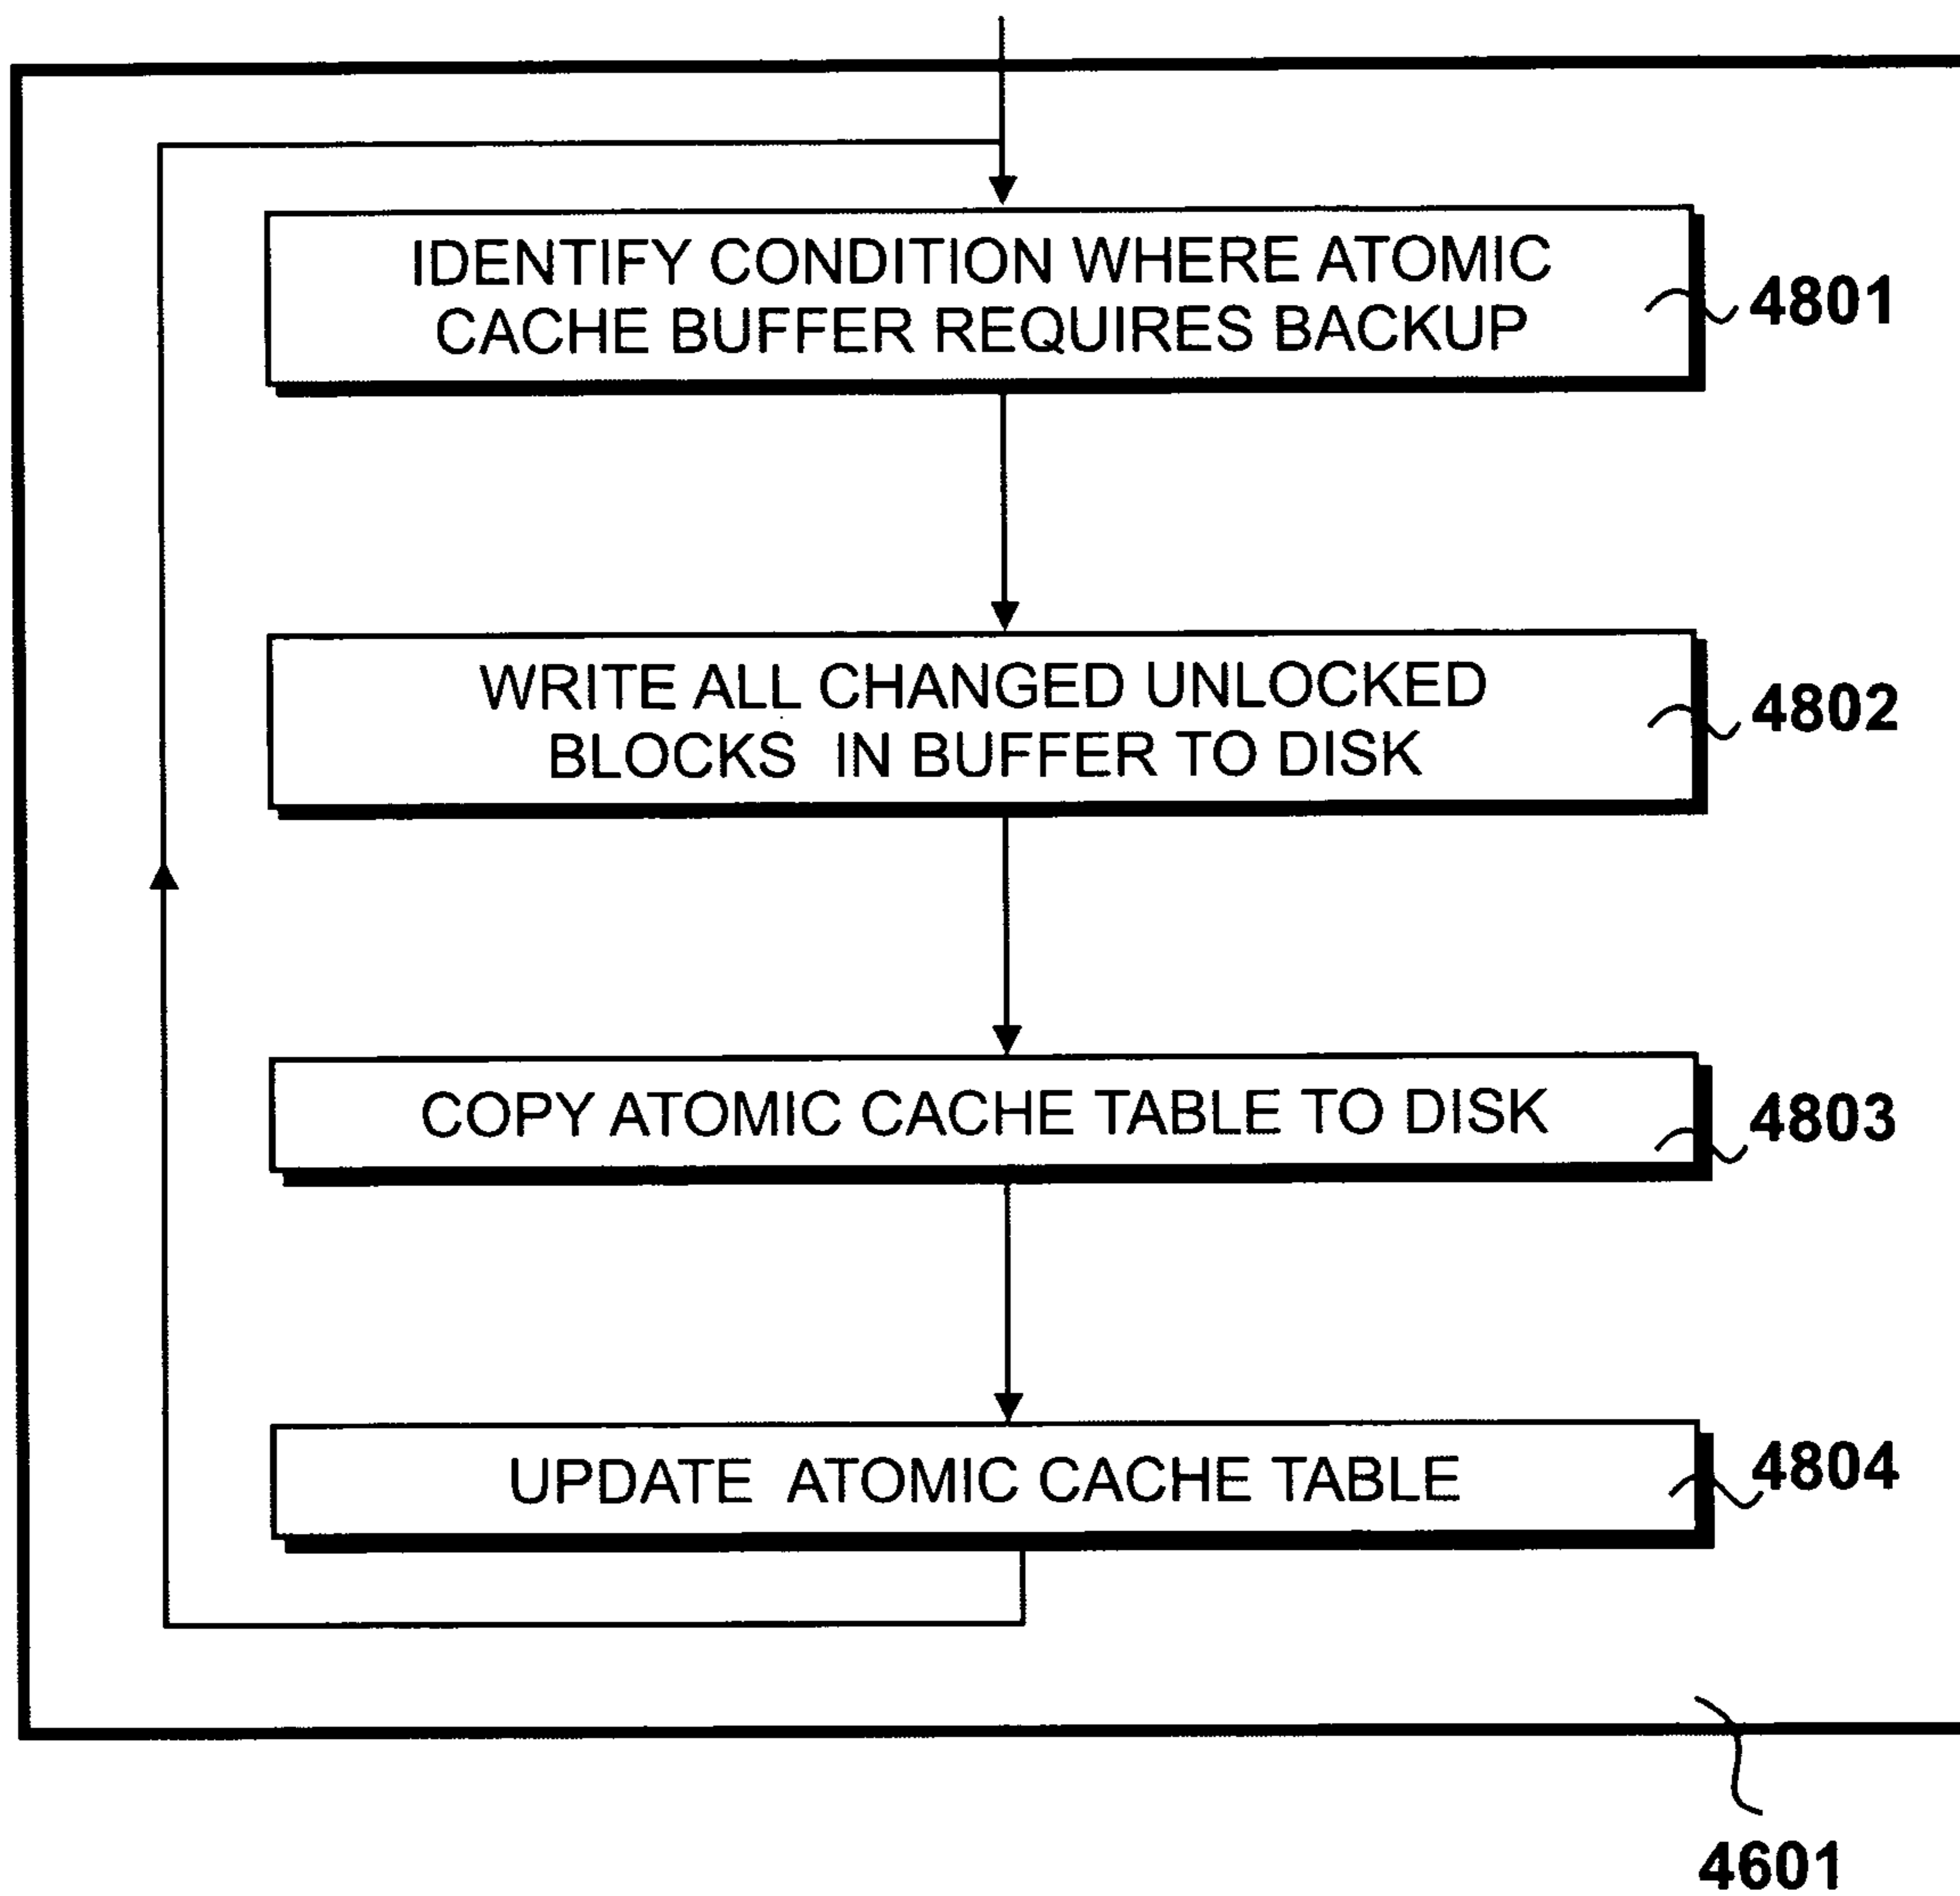 IDENTIFY CONDITION WHERE ATOMIC
CACHE BUFFER REQUIRES BACKUP
4801
WRITE ALL CHANGED UNLOCKED
BLOCKS IN BUFFER TO DISK
4802
COPY ATOMIC CACHE TABLE TO DISK
4803
UPDATE ATOMIC CACHE TABLE
4804
4601